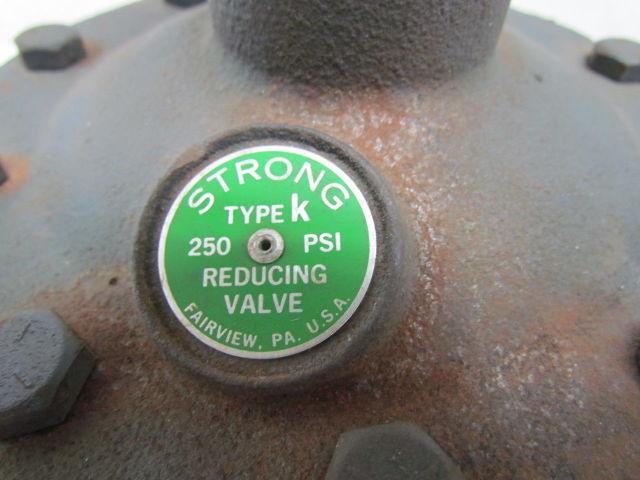 STRONG
TYPE k
250 PSI
REDUCING
VALVE
FAIRVIEW, PA. U.S.A.